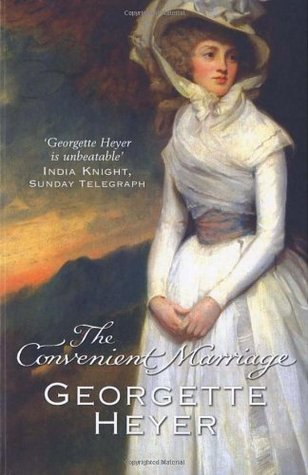 ‘Georgette Heyer
is unbeatable’
INDIA KNIGHT,
SUNDAY TELEGRAPH
The
Convenient Marriage
GEORGETTE
HEYER